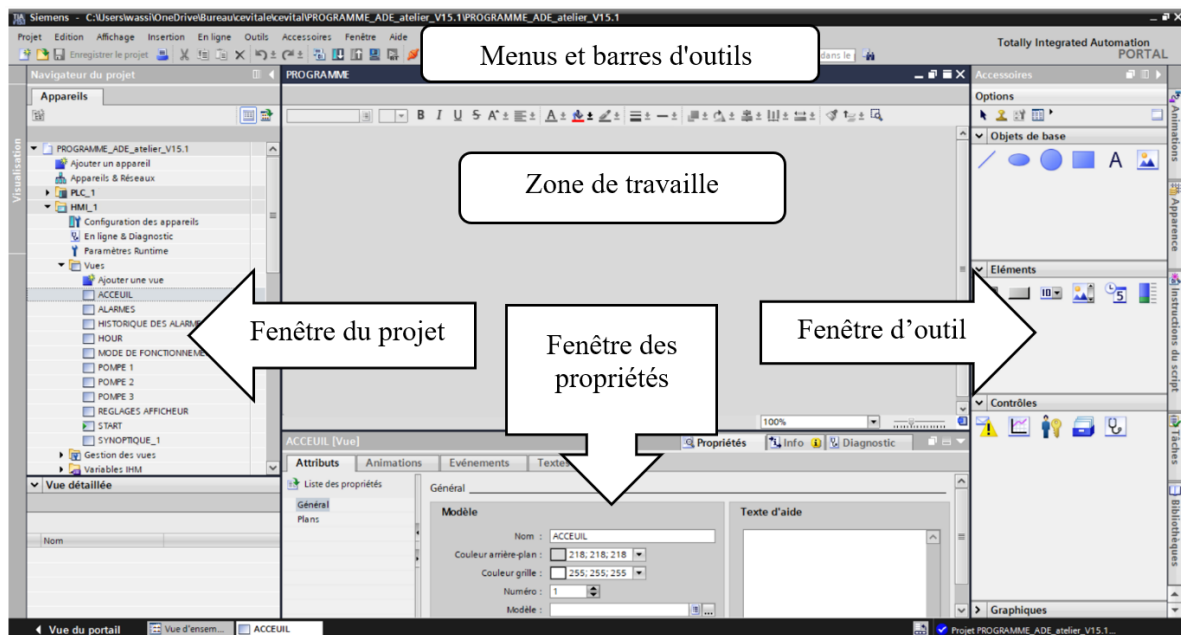 Siemens - C:\Users\wassi\OneDrive\Bureau\cevitale\cevital\PROGRAMME_ADE_atelier_V15.1\PROGRAMME_ADE_atelier_V15.1
Projet Edition Affichage Insertion En ligne Outils Accessoires Fenêtre Aide
Enregistrer le projet
dans le
Menus et barres d'outils
Totally Integrated Automation
PORTAL
Navigateur du projet
PROGRAMME
Accessoires
Appareils
Options
B I U S A
Visualisation
PROGRAMME_ADE_atelier_V15.1
Ajouter un appareil
Appareils & Réseaux
PLC_1
HMI_1
Configuration des appareils
En ligne & Diagnostic
Paramètres Runtime
Vues
Ajouter une vue
ACCEUIL
ALARMES
HISTORIQUE DES ALARM
HOUR
MODE DE FONCTIONNEME
POMPE 1
POMPE 2
POMPE 3
REGLAGES AFFICHEUR
START
SYNOPTIQUE_1
Gestion des vues
Variables IHM
Zone de travaille
Fenêtre du projet
Fenêtre des
propriétés
Fenêtre d'outil
Objets de base
A
Eléments
Contrôles
Graphiques
Animations
Apparence
Instructions du script
Tâches
Bibliothèques
100%
ACCEUIL [Vue]
Propriétés
Info
Diagnostic
Attributs
Animations
Evénements
Textes
Liste des propriétés
Général
Plans
Général
Modèle
Nom : ACCEUIL
Couleur arrière-plan : 218; 218; 218
Couleur grille : 255; 255; 255
Numéro : 1
Modèle :
Texte d'aide
Vue détaillée
Nom
Vue du portail
Vue d'ensem...
ACCEUIL
Projet PROGRAMME_ADE_atelier_V15.1...